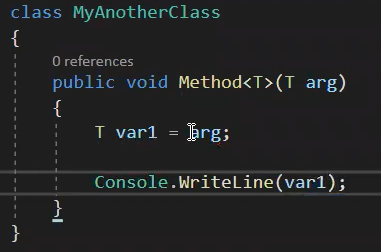 class MyAnotherClass
{
0 references
public void Method<T>(T arg)
{
T var1 = arg;
Console.WriteLine(var1);
}
}